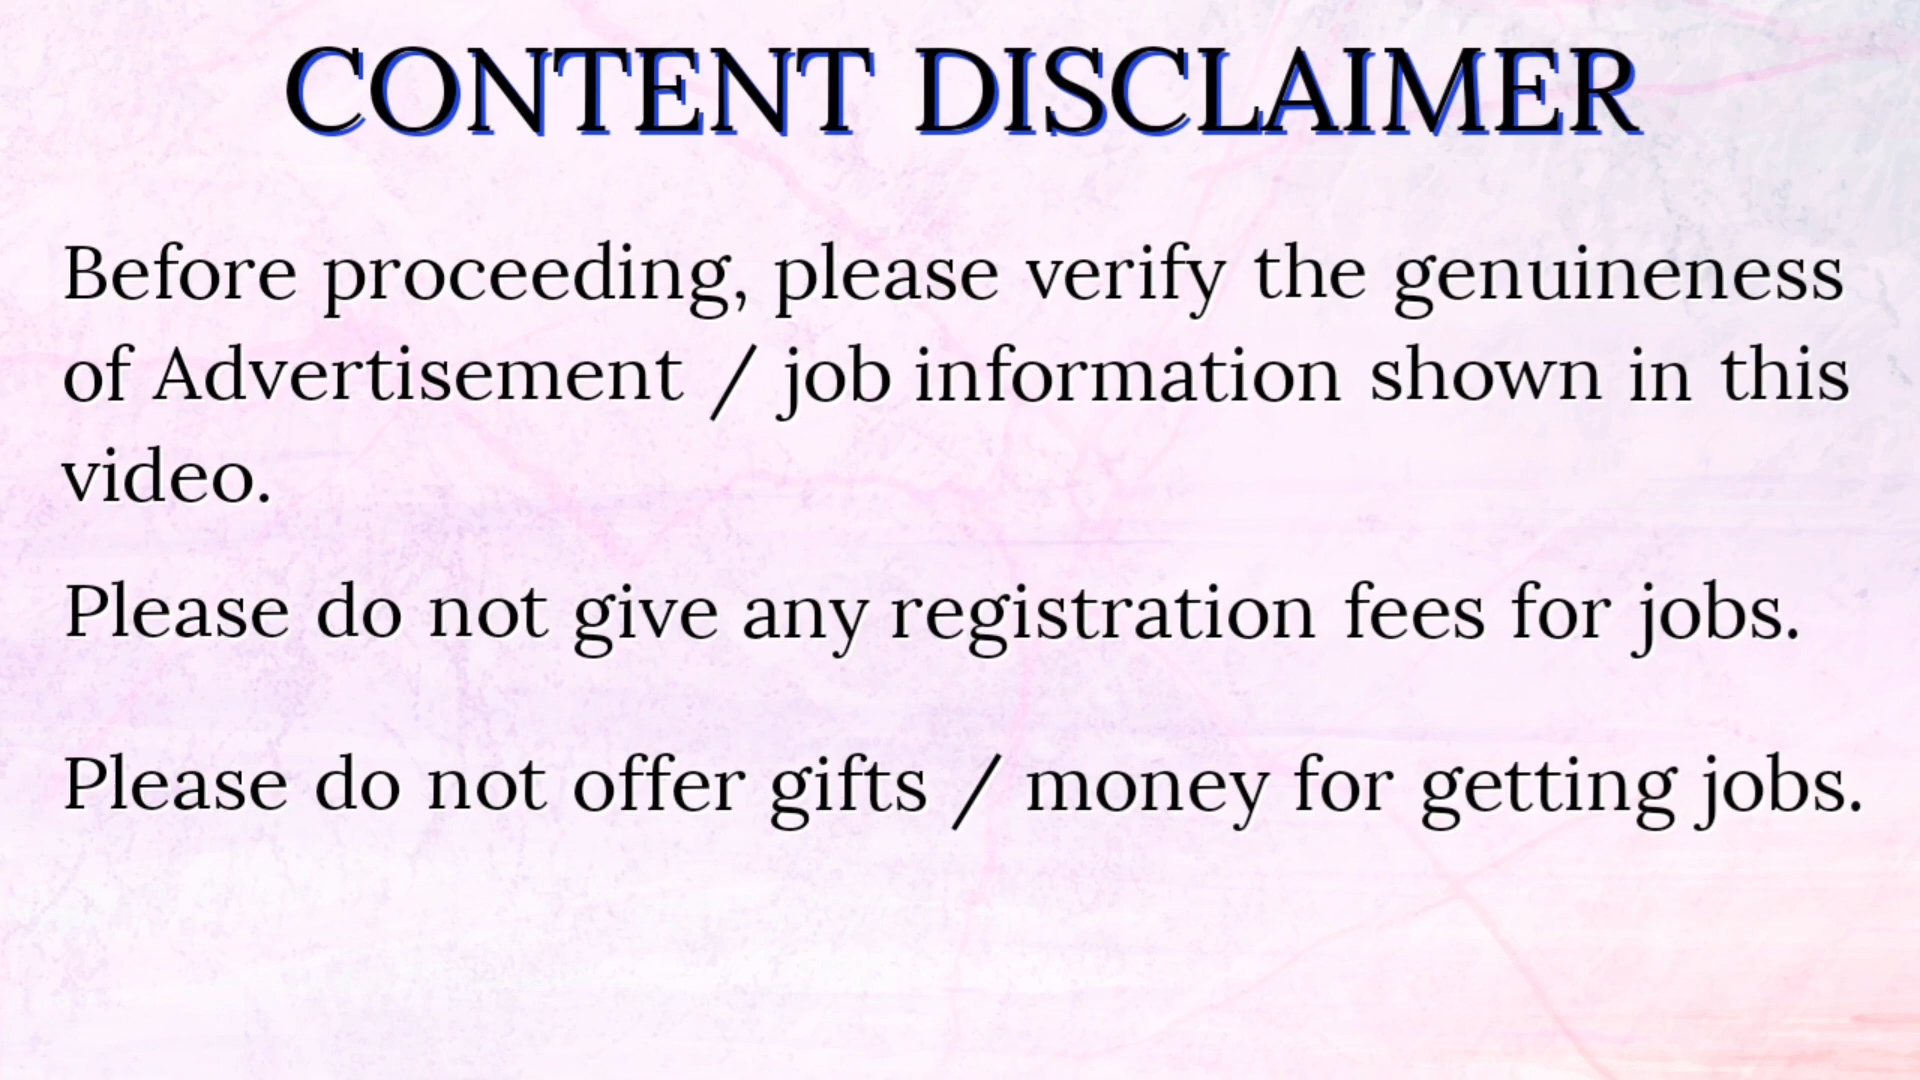 CONTENT DISCLAIMER
Before proceeding, please verify the genuineness
of Advertisement / job information shown in this
video.
Please do not give any registration fees for jobs.
Please do not offer gifts / money for getting jobs.